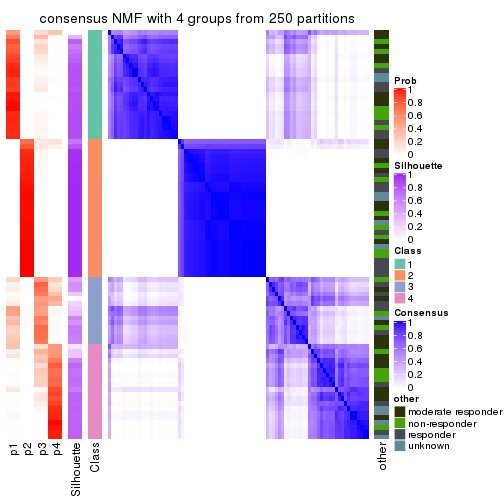 consensus NMF with 4 groups from 250 partitions
Prob
1
0.8
0.6
0.4
0.2
0
Silhouette
1
0.8
0.6
0.4
0.2
0
Class
1
2
3
4
Consensus
1
0.8
0.6
0.4
0.2
0
other
moderate responder
non-responder
responder
unknown
p1
p2
p3
p4
Silhouette
Class
other